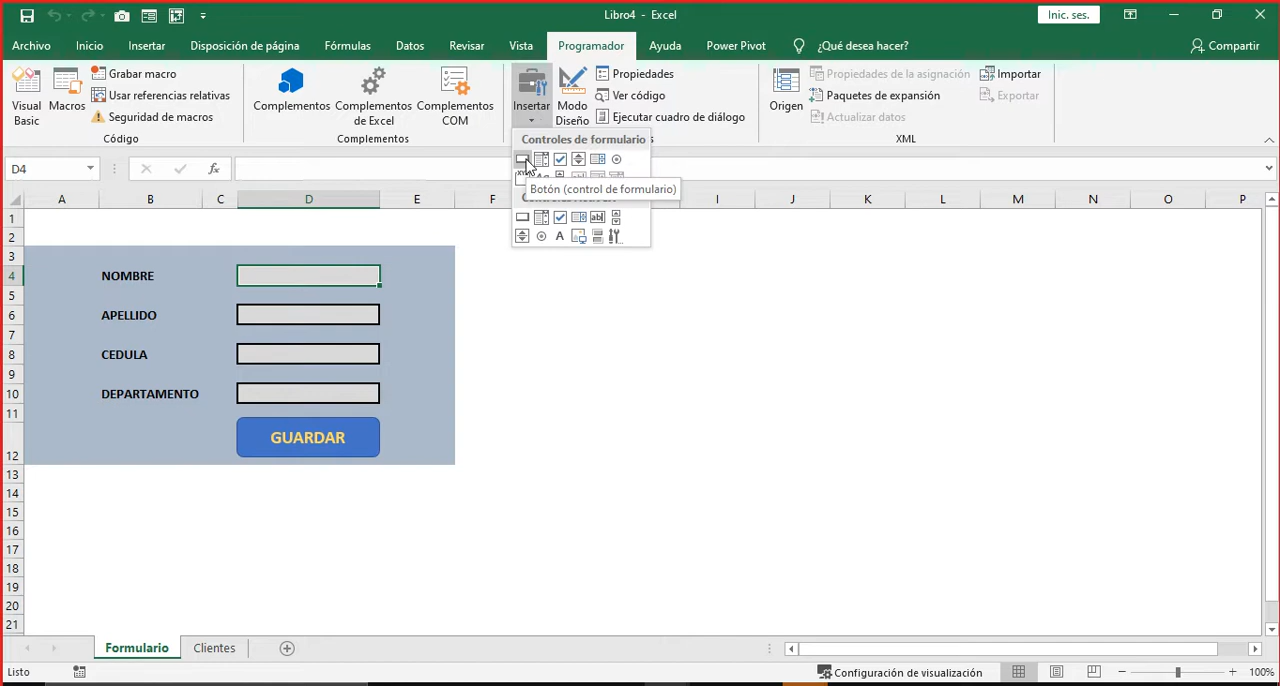 Libro4 - Excel
Inic. ses.
Archivo Inicio Insertar Disposición de página Fórmulas Datos Revisar Vista Programador Ayuda Power Pivot ¿Qué desea hacer? Compartir
Visual Basic
Macros
Grabar macro
Usar referencias relativas
Seguridad de macros
Código
Complementos
Complementos de Excel
Complementos COM
Complementos
Insertar
Modo Diseño
Propiedades
Ver código
Ejecutar cuadro de diálogo
Origen
Propiedades de la asignación
Paquetes de expansión
Actualizar datos
Importar
Exportar
XML
Controles de formulario
Botón (control de formulario)
D4
fx
A B C D E F I J K L M N O P
1
2
3
4 NOMBRE
5
6 APELLIDO
7
8 CEDULA
9
10 DEPARTAMENTO
11
12 GUARDAR
13
14
15
16
17
18
19
20
21
Formulario Clientes
Listo
Configuración de visualización
100%